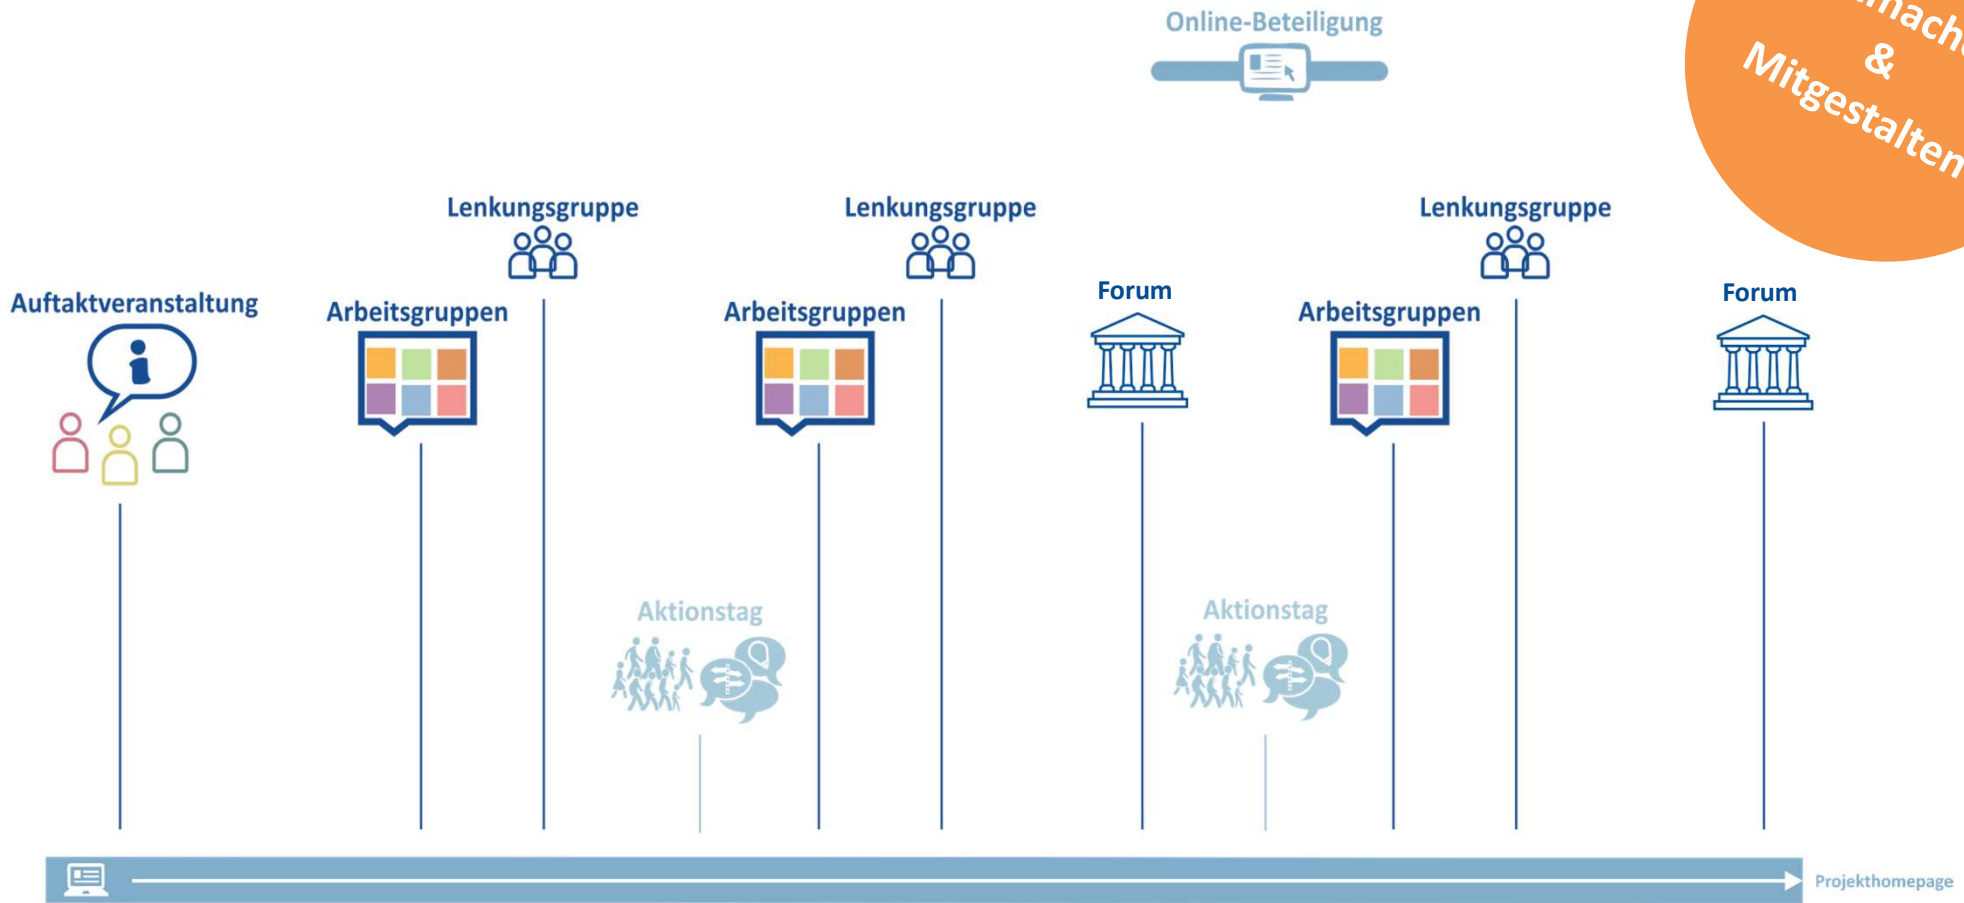 Online-Beteiligung
&
Mitgestalten
Lenkungsgruppe
Lenkungsgruppe
Lenkungsgruppe
Auftaktveranstaltung
Arbeitsgruppen
Arbeitsgruppen
Forum
Arbeitsgruppen
Forum
Aktionstag
Aktionstag
Projekthomepage